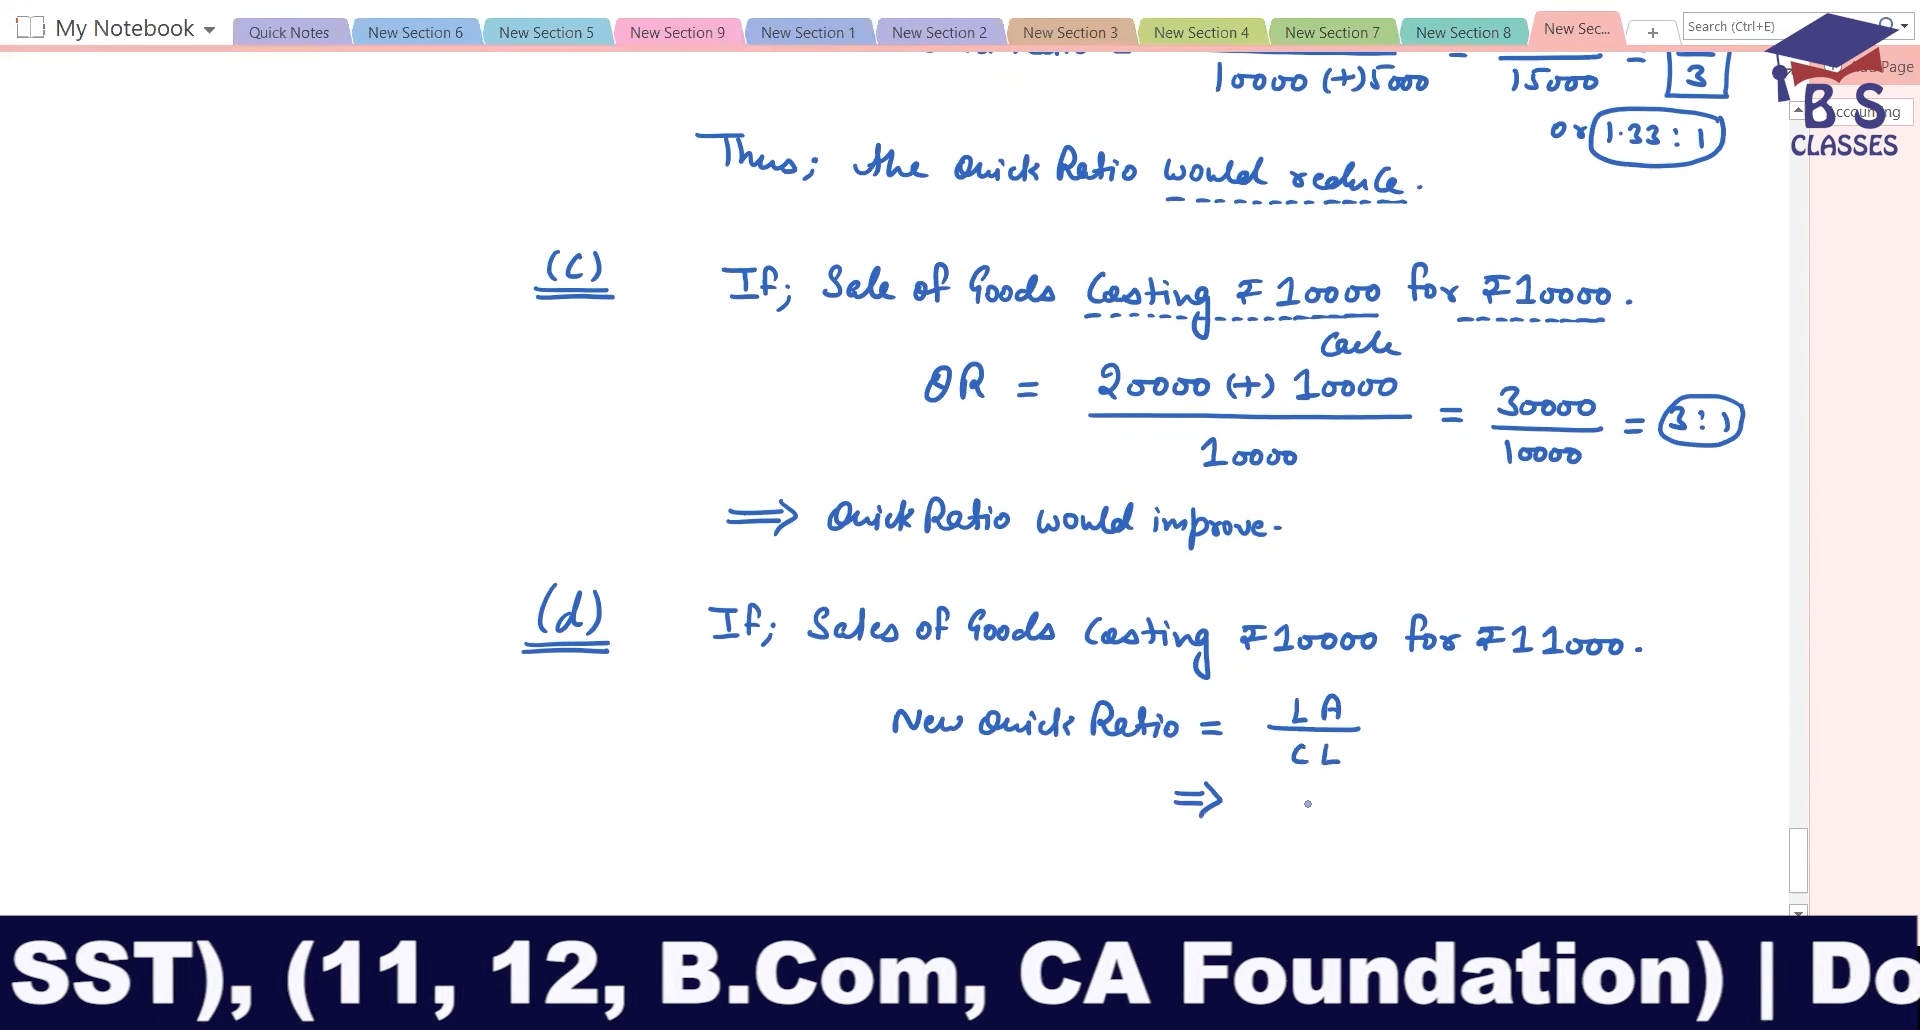 My Notebook
Quick Notes New Section 6 New Section 5 New Section 9 New Section 1 New Section 2 New Section 3 New Section 4 New Section 7 New Section 8 New Sec... +
Search (Ctrl+E)
Add Page
Accounting
BS
CLASSES
10000 (+) 5000 = 15000 = 3
or 1.33 : 1
Thus; the Quick Ratio would reduce.
(c) If; Sale of Goods Costing ₹10000 for ₹10000.
Cash
QR = 20000 (+) 10000 = 30000 = 3 : 1
10000 10000
⇒ Quick Ratio would improve.
(d) If; Sales of Goods Costing ₹10000 for ₹11000.
New Quick Ratio = LA
CL
⇒
SST), (11, 12, B.Com, CA Foundation) | Do